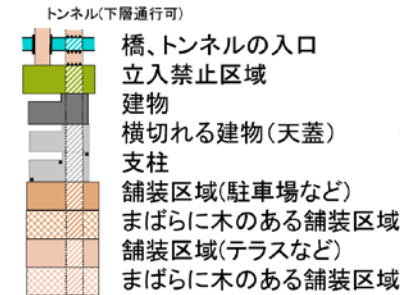 トンネル(下層通行可)
橋、トンネルの入口
立入禁止区域
建物
横切れる建物(天蓋)
支柱
舗装区域(駐車場など)
まばらに木のある舗装区域
舗装区域(テラスなど)
まばらに木のある舗装区域